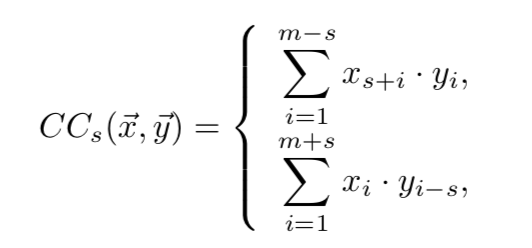 CC_s(\vec{x}, \vec{y}) = \begin{cases} \sum_{i=1}^{m-s} x_{s+i} \cdot y_i, \\ \sum_{i=1}^{m+s} x_i \cdot y_{i-s}, \end{cases}